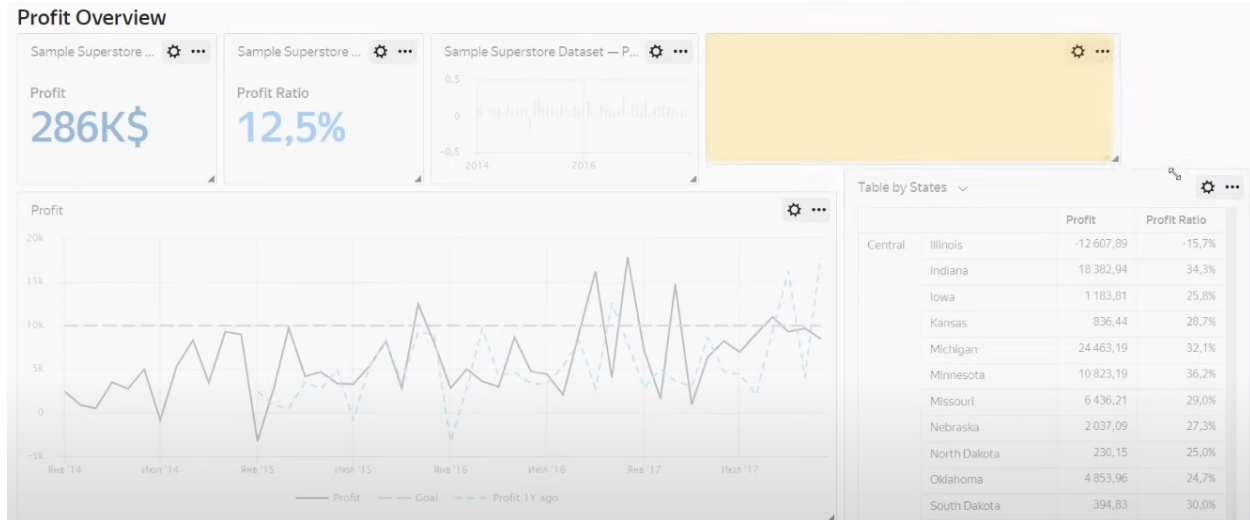 Profit Overview
Sample Superstore ...
Profit
286K$
Sample Superstore ...
Profit Ratio
12,5%
Sample Superstore Dataset — P...
0,5
0
-0,5
2014 2016
Profit
20k
15k
10k
5k
0
-5k
Янв '14 Июл '14 Янв '15 Июл '15 Янв '16 Июл '16 Янв '17 Июл '17
Profit Goal Profit 1Y ago
Table by States
Profit Profit Ratio
Central Illinois -12 607,89 -15,7%
Indiana 18 382,94 34,3%
Iowa 1 183,81 25,8%
Kansas 836,44 28,7%
Michigan 24 463,19 32,1%
Minnesota 10 823,19 36,2%
Missouri 6 436,21 29,0%
Nebraska 2 037,09 27,3%
North Dakota 230,15 25,0%
Oklahoma 4 853,96 24,7%
South Dakota 394,83 30,0%